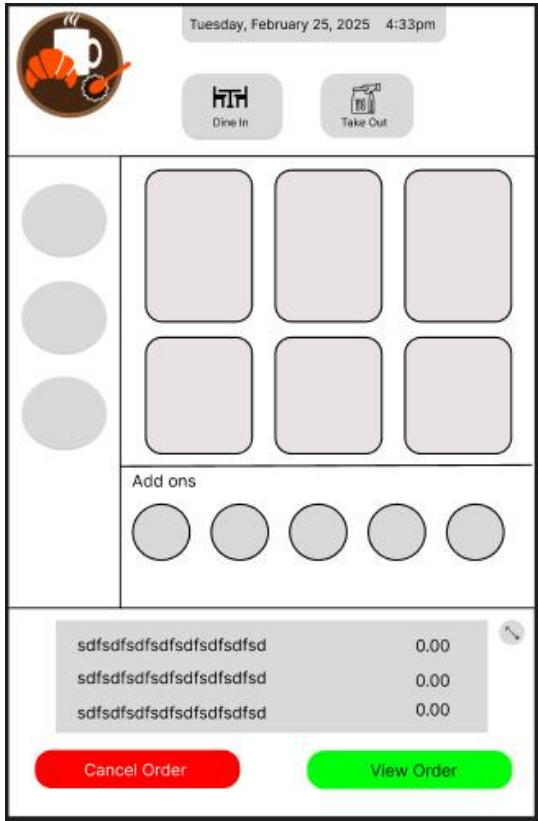 Tuesday, February 25, 2025 4:33pm
Dine In
Take Out
Add ons
sdfsdfsdfsdfsdfsdfsdfsd 0.00
sdfsdfsdfsdfsdfsdfsdfsd 0.00
sdfsdfsdfsdfsdfsdfsdfsd 0.00
Cancel Order
View Order